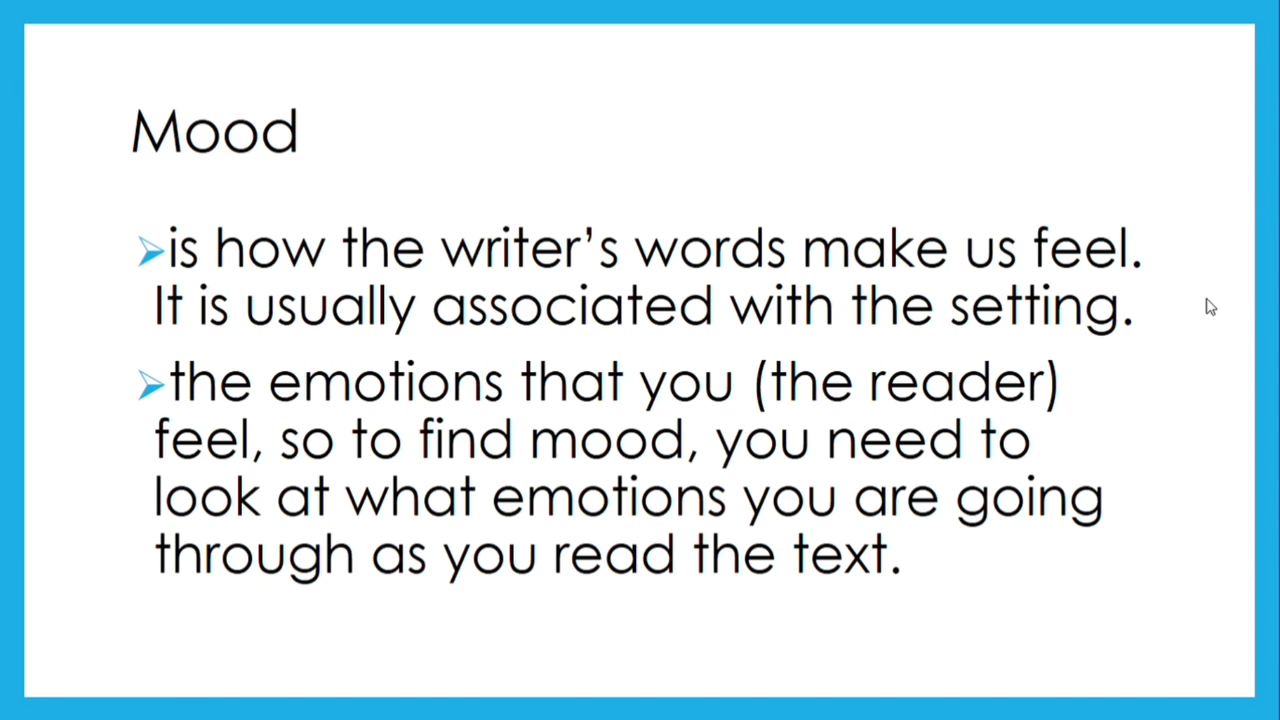 Mood
is how the writer's words make us feel.
It is usually associated with the setting.
the emotions that you (the reader)
feel, so to find mood, you need to
look at what emotions you are going
through as you read the text.